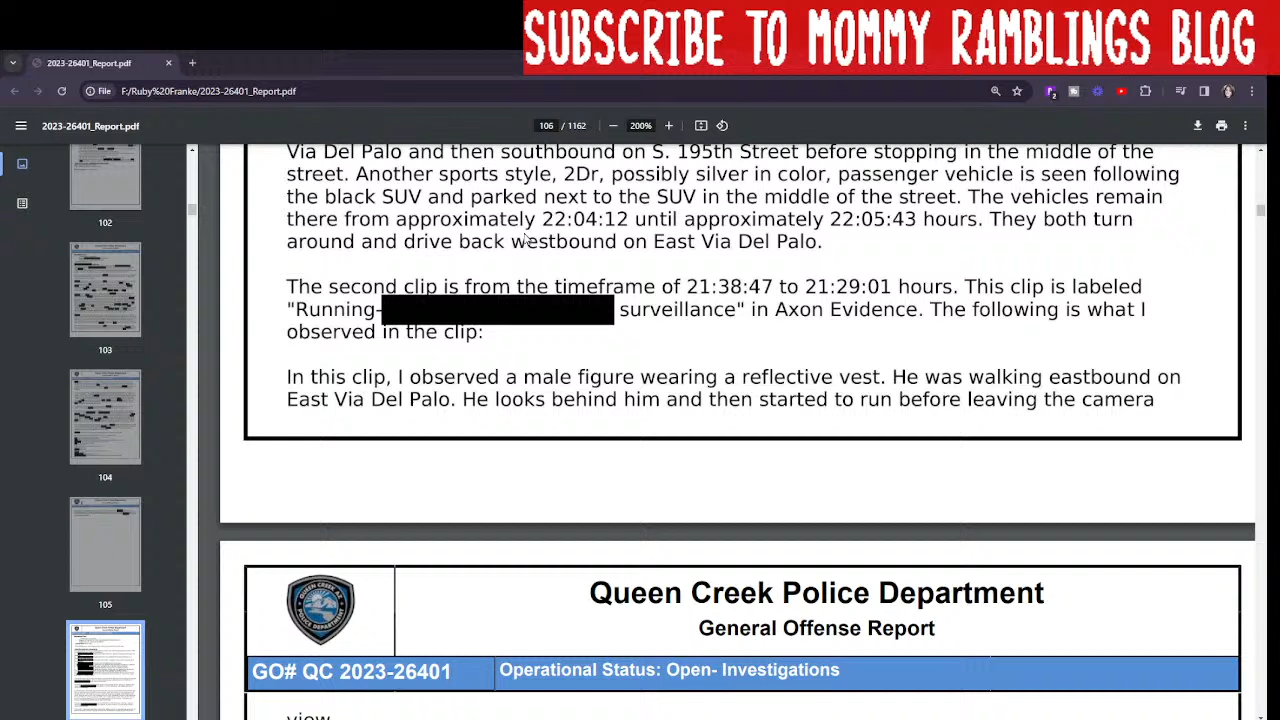 SUBSCRIBE TO MOMMY RAMBLINGS BLOG
2023-26401_Report.pdf
File F:/Ruby%20Franke/2023-26401_Report.pdf
2023-26401_Report.pdf 106 / 1162 200%
Via Del Palo and then southbound on S. 195th Street before stopping in the middle of the
street. Another sports style, 2Dr, possibly silver in color, passenger vehicle is seen following
the black SUV and parked next to the SUV in the middle of the street. The vehicles remain
there from approximately 22:04:12 until approximately 22:05:43 hours. They both turn
around and drive back westbound on East Via Del Palo.
The second clip is from the timeframe of 21:38:47 to 21:29:01 hours. This clip is labeled
"Running- surveillance" in Axon Evidence. The following is what I
observed in the clip:
In this clip, I observed a male figure wearing a reflective vest. He was walking eastbound on
East Via Del Palo. He looks behind him and then started to run before leaving the camera
102
103
104
105
Queen Creek Police Department
General Offense Report
QC 2023-26401 Operational Status: Open- Investigation
view